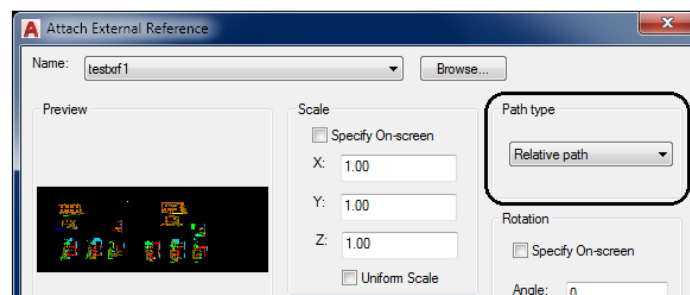 Attach External Reference
Name: testxrf1 Browse...
Preview
Scale
Specify On-screen
X: 1.00
Y: 1.00
Z: 1.00
Uniform Scale
Path type
Relative path
Rotation
Specify On-screen
Angle: 0